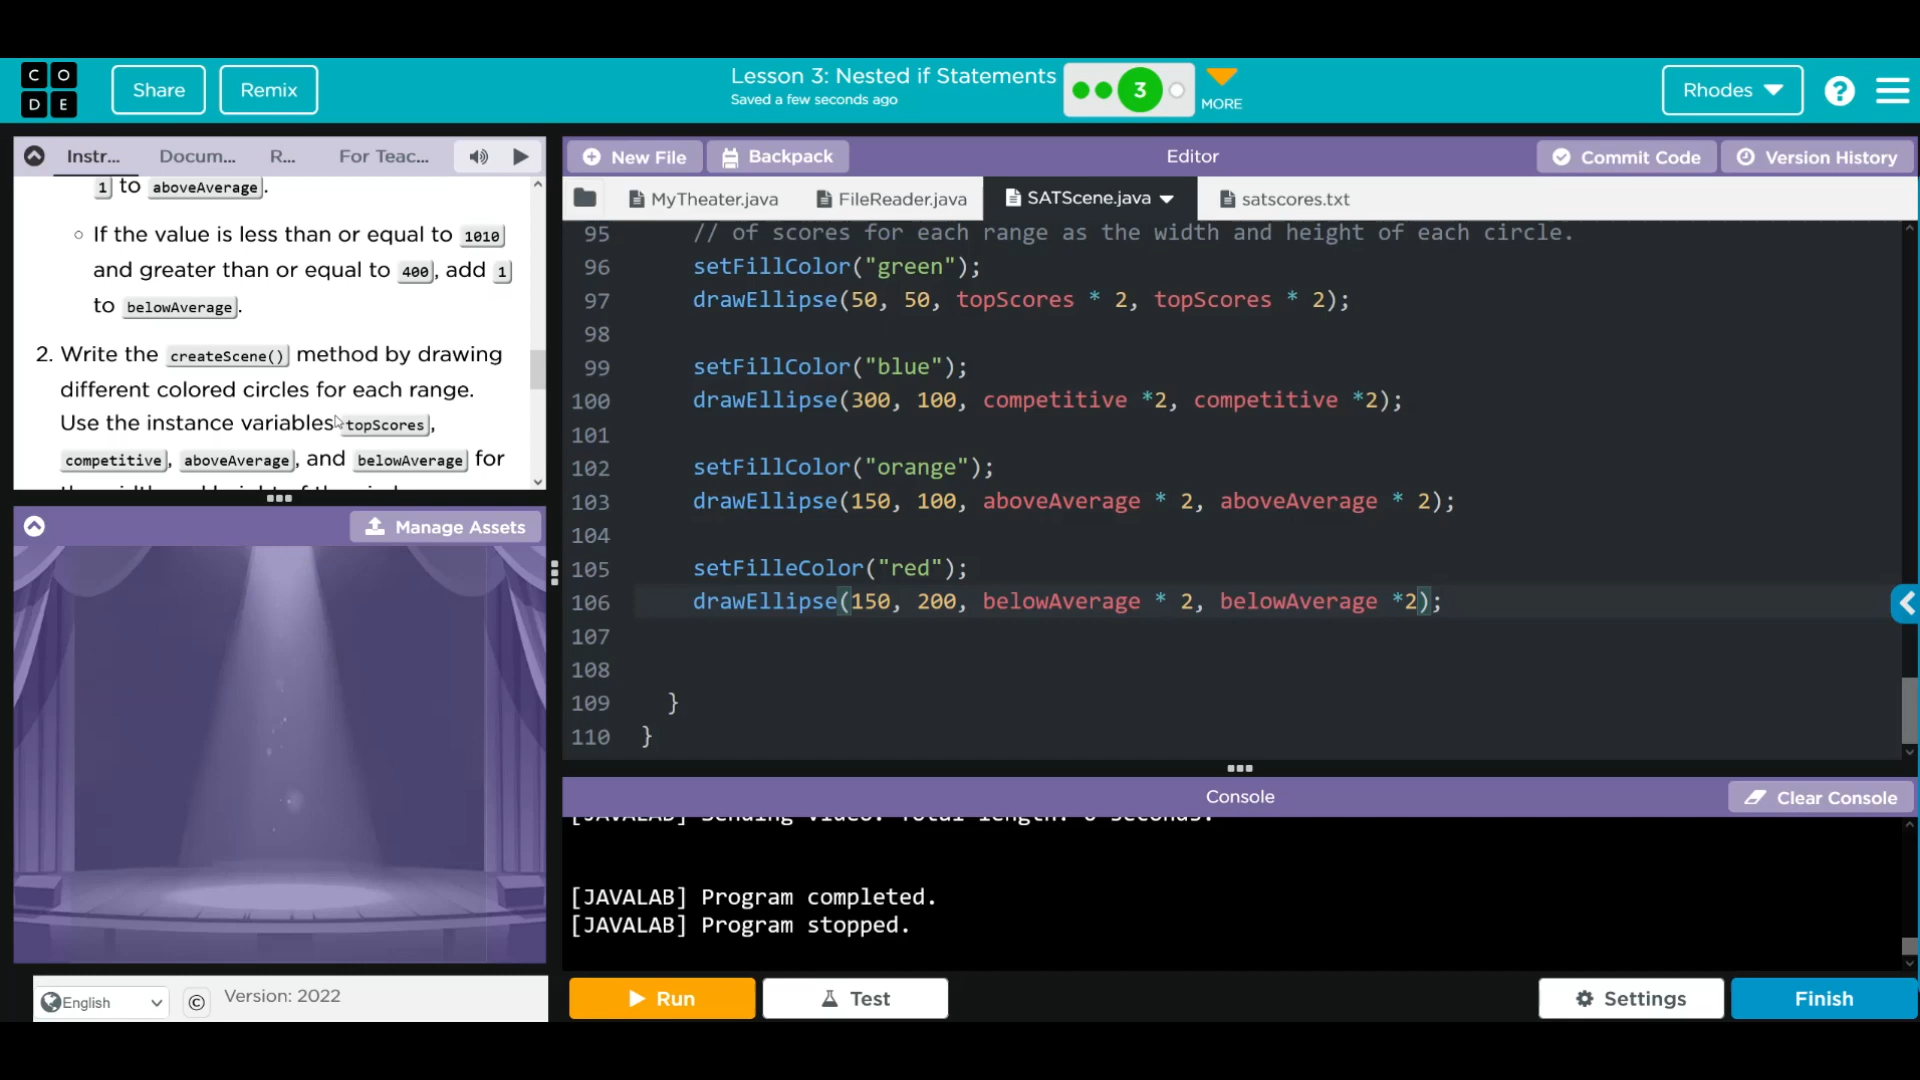 C O
D E
Share
Remix
Lesson 3: Nested if Statements
Saved a few seconds ago
3
MORE
Rhodes
?
Instr...
Docum...
R...
For Teac...
1 to aboveAverage.
If the value is less than or equal to 1010
and greater than or equal to 400, add 1
to belowAverage.
2. Write the createScene() method by drawing
different colored circles for each range.
Use the instance variables topScores,
competitive, aboveAverage, and belowAverage for
Manage Assets
English
©
Version: 2022
New File
Backpack
Editor
Commit Code
Version History
MyTheater.java
FileReader.java
SATScene.java
satscores.txt
95 // of scores for each range as the width and height of each circle.
96 setFillColor("green");
97 drawEllipse(50, 50, topScores * 2, topScores * 2);
98
99 setFillColor("blue");
100 drawEllipse(300, 100, competitive *2, competitive *2);
101
102 setFillColor("orange");
103 drawEllipse(150, 100, aboveAverage * 2, aboveAverage * 2);
104
105 setFilleColor("red");
106 drawEllipse(150, 200, belowAverage * 2, belowAverage *2);
107
108
109 }
110 }
Console
Clear Console
[JAVALAB] Program completed.
[JAVALAB] Program stopped.
Run
Test
Settings
Finish